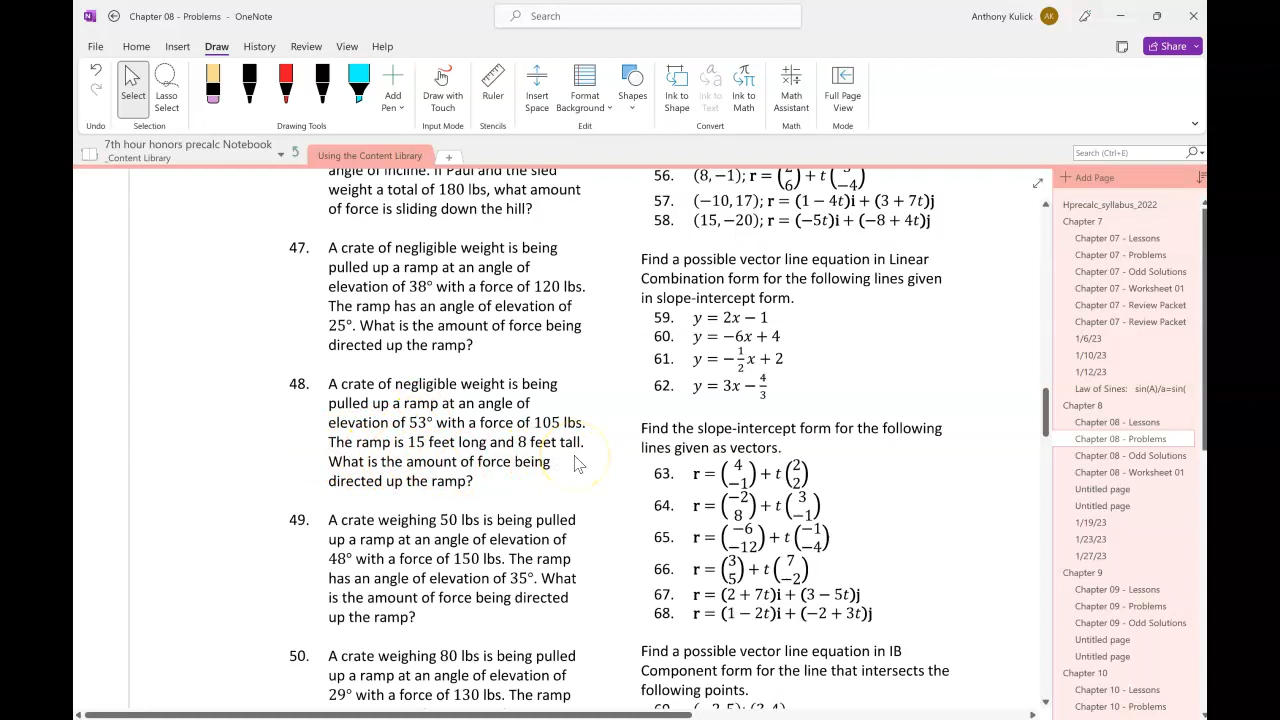 Chapter 08 - Problems - OneNote
Search
Anthony Kulick
AK
File Home Insert Draw History Review View Help
Share
Select
Lasso Select
Add Pen
Draw with Touch
Ruler
Insert Space
Format Background
Shapes
Ink to Shape
Ink to Text
Ink to Math
Math Assistant
Full Page View
Undo Selection Drawing Tools Input Mode Stencils Edit Convert Math Mode
7th hour honors precalc Notebook
_Content Library
Using the Content Library
+
Search (Ctrl+E)
angle of incline. If Paul and the sled
weight a total of 180 lbs, what amount
of force is sliding down the hill?
47. A crate of negligible weight is being
pulled up a ramp at an angle of
elevation of 38° with a force of 120 lbs.
The ramp has an angle of elevation of
25°. What is the amount of force being
directed up the ramp?
48. A crate of negligible weight is being
pulled up a ramp at an angle of
elevation of 53° with a force of 105 lbs.
The ramp is 15 feet long and 8 feet tall.
What is the amount of force being
directed up the ramp?
49. A crate weighing 50 lbs is being pulled
up a ramp at an angle of elevation of
48° with a force of 150 lbs. The ramp
has an angle of elevation of 35°. What
is the amount of force being directed
up the ramp?
50. A crate weighing 80 lbs is being pulled
up a ramp at an angle of elevation of
29° with a force of 130 lbs. The ramp
56. (8, −1); r = ( 6) + t( −4)
57. (−10, 17); r = (1 − 4t)i + (3 + 7t)j
58. (15, −20); r = (−5t)i + (−8 + 4t)j
Find a possible vector line equation in Linear
Combination form for the following lines given
in slope-intercept form.
59. y = 2x − 1
60. y = −6x + 4
61. y = −1/2 x + 2
62. y = 3x − 4/3
Find the slope-intercept form for the following
lines given as vectors.
63. r = (4 −1) + t(2 2)
64. r = (−2 8) + t(3 −1)
65. r = (−6 −12) + t(−1 −4)
66. r = (3 5) + t(7 −2)
67. r = (2 + 7t)i + (3 − 5t)j
68. r = (1 − 2t)i + (−2 + 3t)j
Find a possible vector line equation in IB
Component form for the line that intersects the
following points.
Add Page
Hprecalc_syllabus_2022
Chapter 7
Chapter 07 - Lessons
Chapter 07 - Problems
Chapter 07 - Odd Solutions
Chapter 07 - Worksheet 01
Chapter 07 - Review Packet
Chapter 07 - Review Packet
1/6/23
1/10/23
1/12/23
Law of Sines: sin(A)/a=sin(
Chapter 8
Chapter 08 - Lessons
Chapter 08 - Problems
Chapter 08 - Odd Solutions
Chapter 08 - Worksheet 01
Untitled page
Untitled page
1/19/23
1/23/23
1/27/23
Chapter 9
Chapter 09 - Lessons
Chapter 09 - Problems
Chapter 09 - Odd Solutions
Untitled page
Untitled page
Chapter 10
Chapter 10 - Lessons
Chapter 10 - Problems